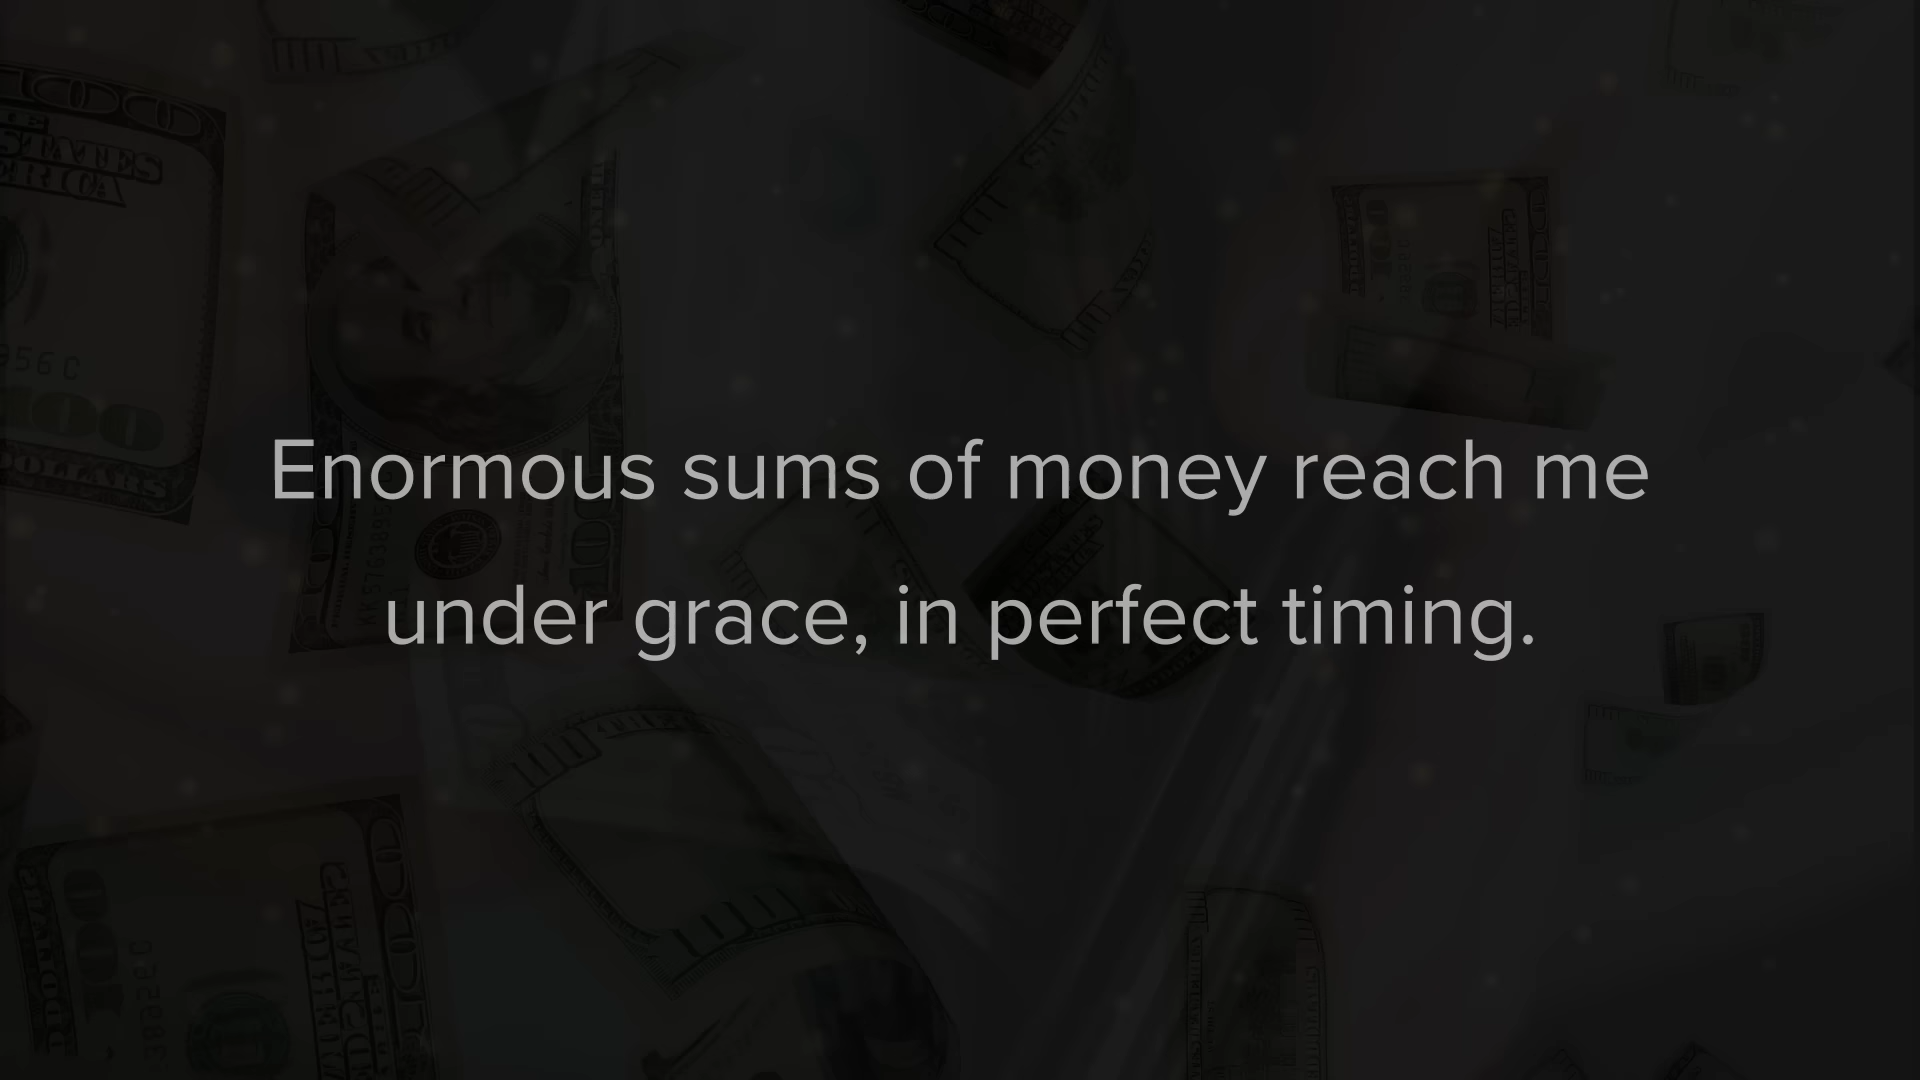 Enormous sums of money reach me
under grace, in perfect timing.